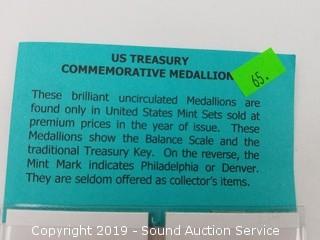 US TREASURY
COMMEMORATIVE MEDALLION
65.
These brilliant uncirculated Medallions are
found only in United States Mint Sets sold at
premium prices in the year of issue. These
Medallions show the Balance Scale and the
traditional Treasury Key. On the reverse, the
Mint Mark indicates Philadelphia or Denver.
They are seldom offered as collector's items.
Copyright 2019 - Sound Auction Service